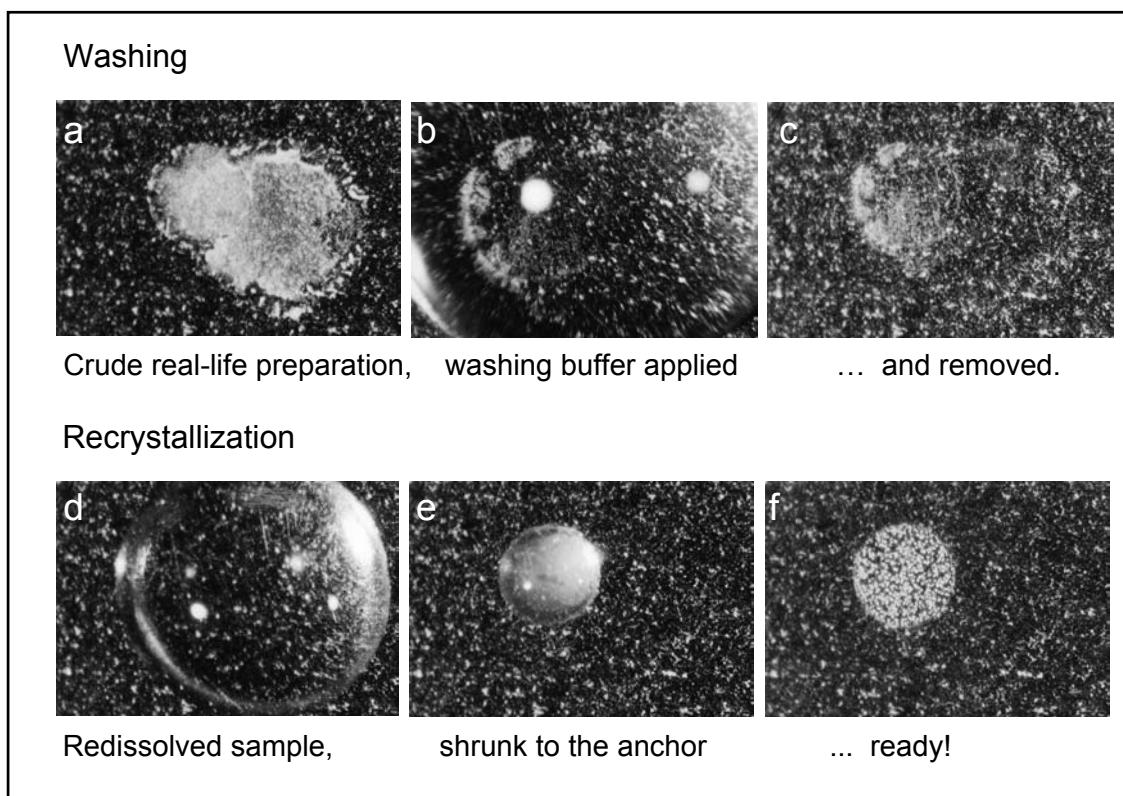 Washing
a b c
Crude real-life preparation, washing buffer applied … and removed.
Recrystallization
d e f
Redissolved sample, shrunk to the anchor ... ready!